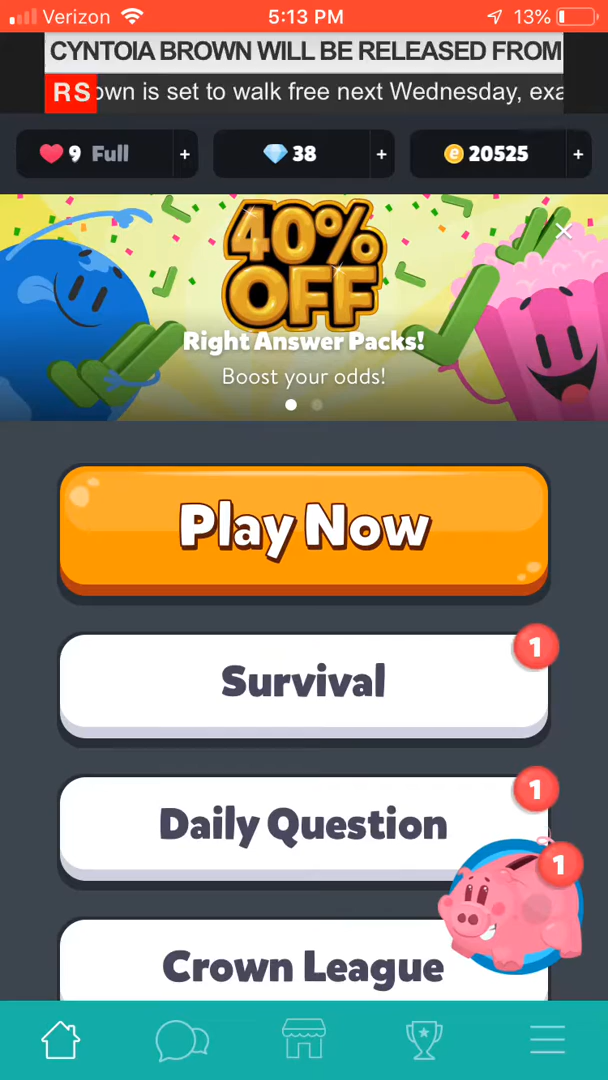 Verizon 5:13 PM 13%
CYNTOIA BROWN WILL BE RELEASED FROM
RS own is set to walk free next Wednesday, exa
9 Full + 38 + e 20525 +
40%
OFF
Right Answer Packs!
Boost your odds!
Play Now
Survival 1
Daily Question 1
1
Crown League